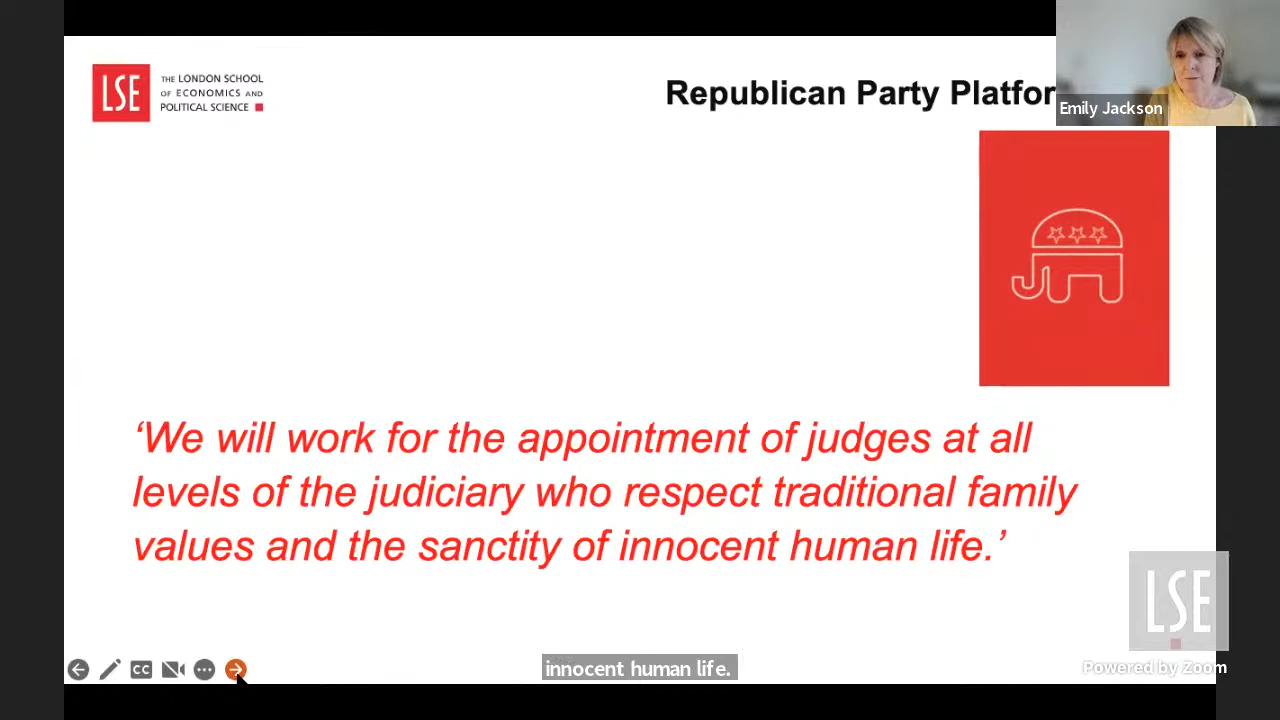 LSE
THE LONDON SCHOOL
OF ECONOMICS AND
POLITICAL SCIENCE
Republican Party Platfor
Emily Jackson
‘We will work for the appointment of judges at all
levels of the judiciary who respect traditional family
values and the sanctity of innocent human life.’
LSE
CC
innocent human life.
Powered by Zoom